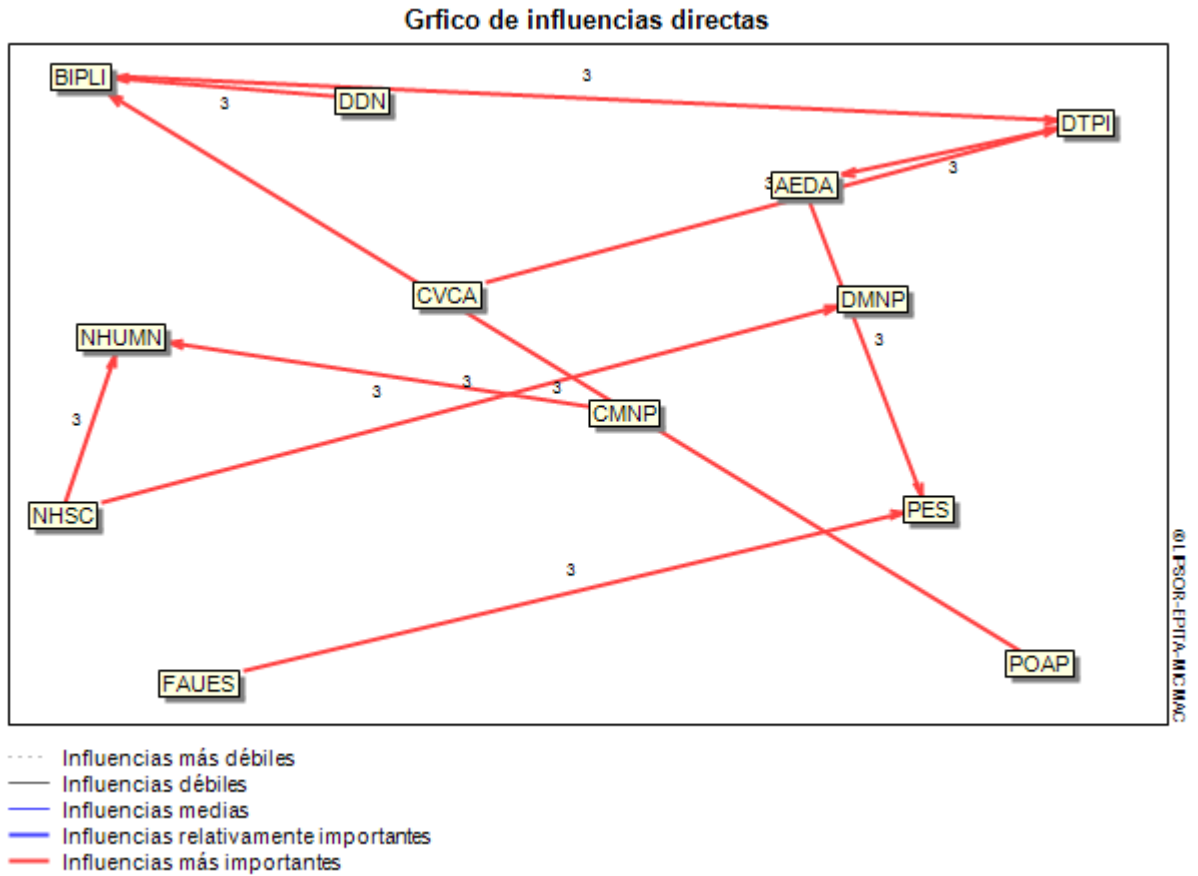 Grfico de influencias directas
BIPLI
3
3
DDN
DTPI
3
3
AEDA
CVCA
DMNP
NHUMN
3
3
3
3
3
CMNP
NHSC
PES
3
FAUES
POAP
©LIPSOR-EPITA-MICMAC
Influencias más débiles
Influencias débiles
Influencias medias
Influencias relativamente importantes
Influencias más importantes